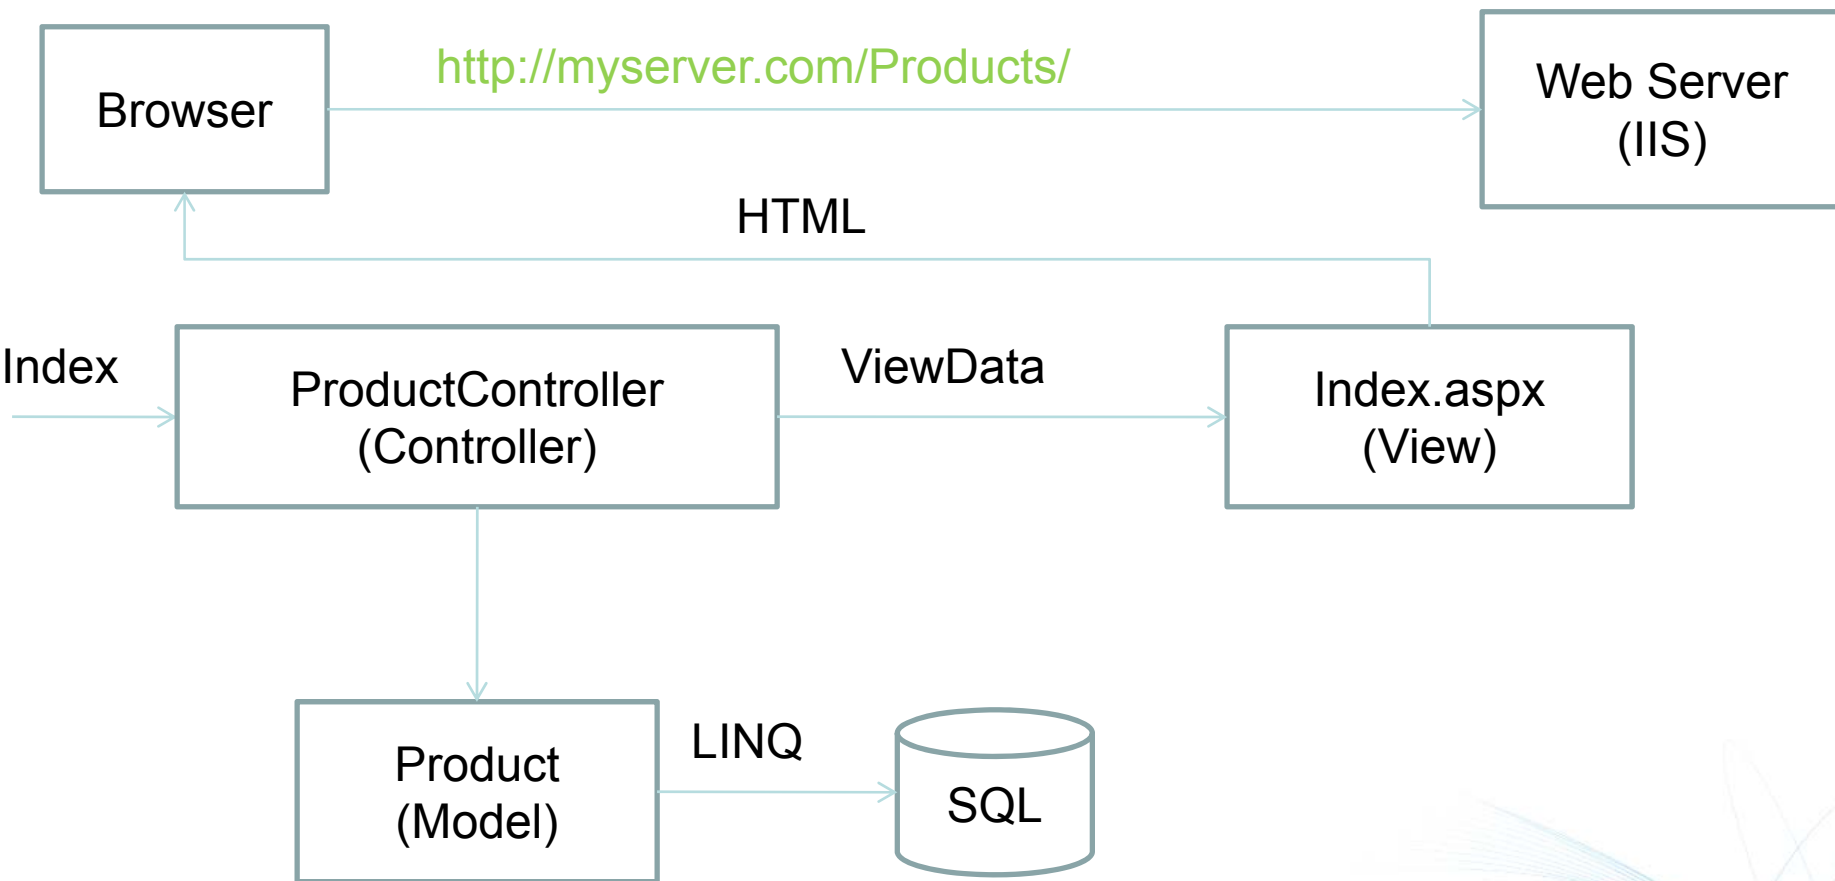 http://myserver.com/Products/
Browser
Web Server
(IIS)
HTML
Index
ProductController
(Controller)
ViewData
Index.aspx
(View)
Product
(Model)
LINQ
SQL